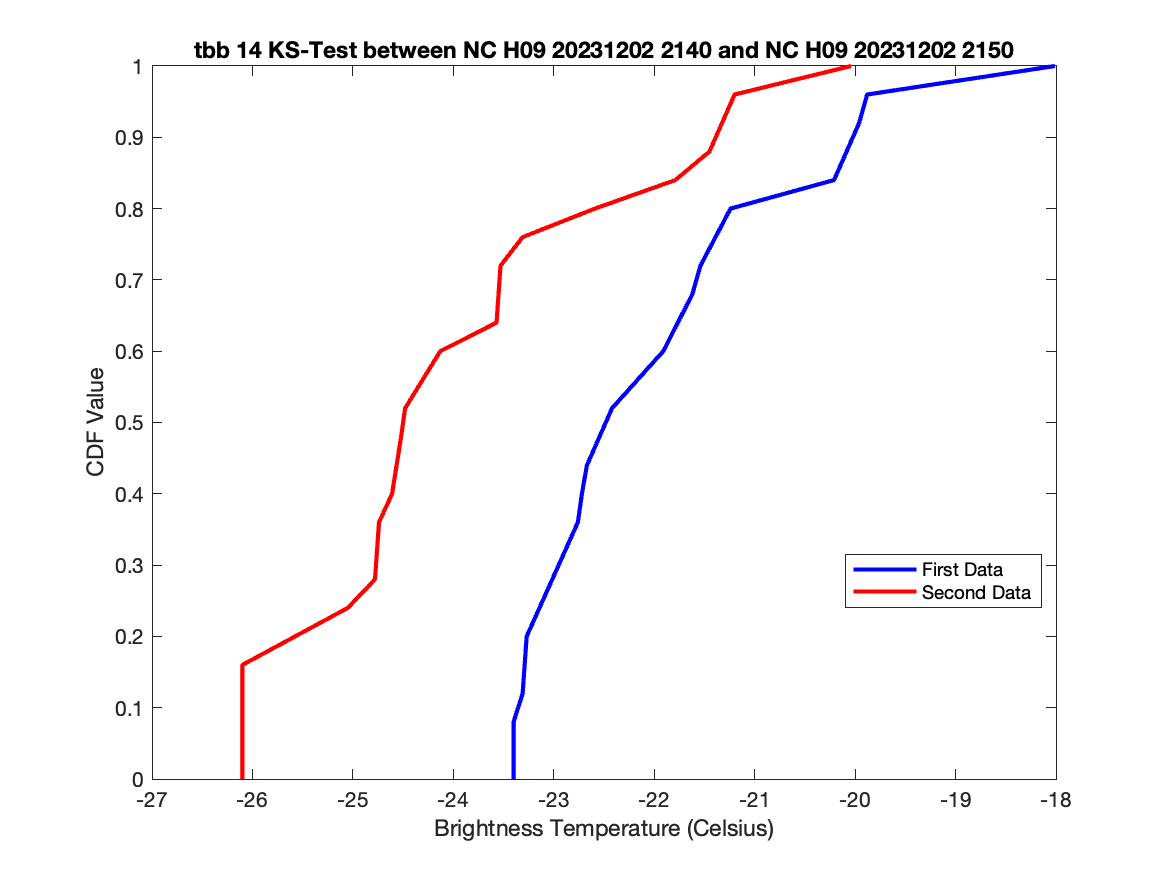 tbb 14 KS-Test between NC H09 20231202 2140 and NC H09 20231202 2150
1
0.9
0.8
0.7
0.6
0.5
0.4
0.3
0.2
0.1
0
CDF Value
First Data
Second Data
-27 -26 -25 -24 -23 -22 -21 -20 -19 -18
Brightness Temperature (Celsius)